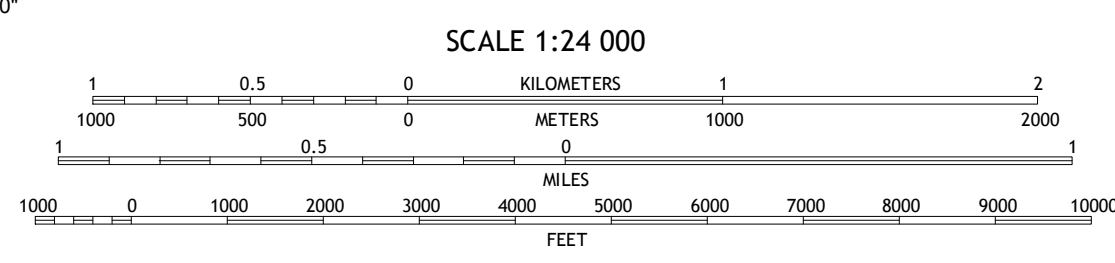 0"
SCALE 1:24 000
1 0.5 0 KILOMETERS 1 2
1000 500 0 METERS 1000 2000
1 0.5 0 1
MILES
1000 0 1000 2000 3000 4000 5000 6000 7000 8000 9000 10000
FEET